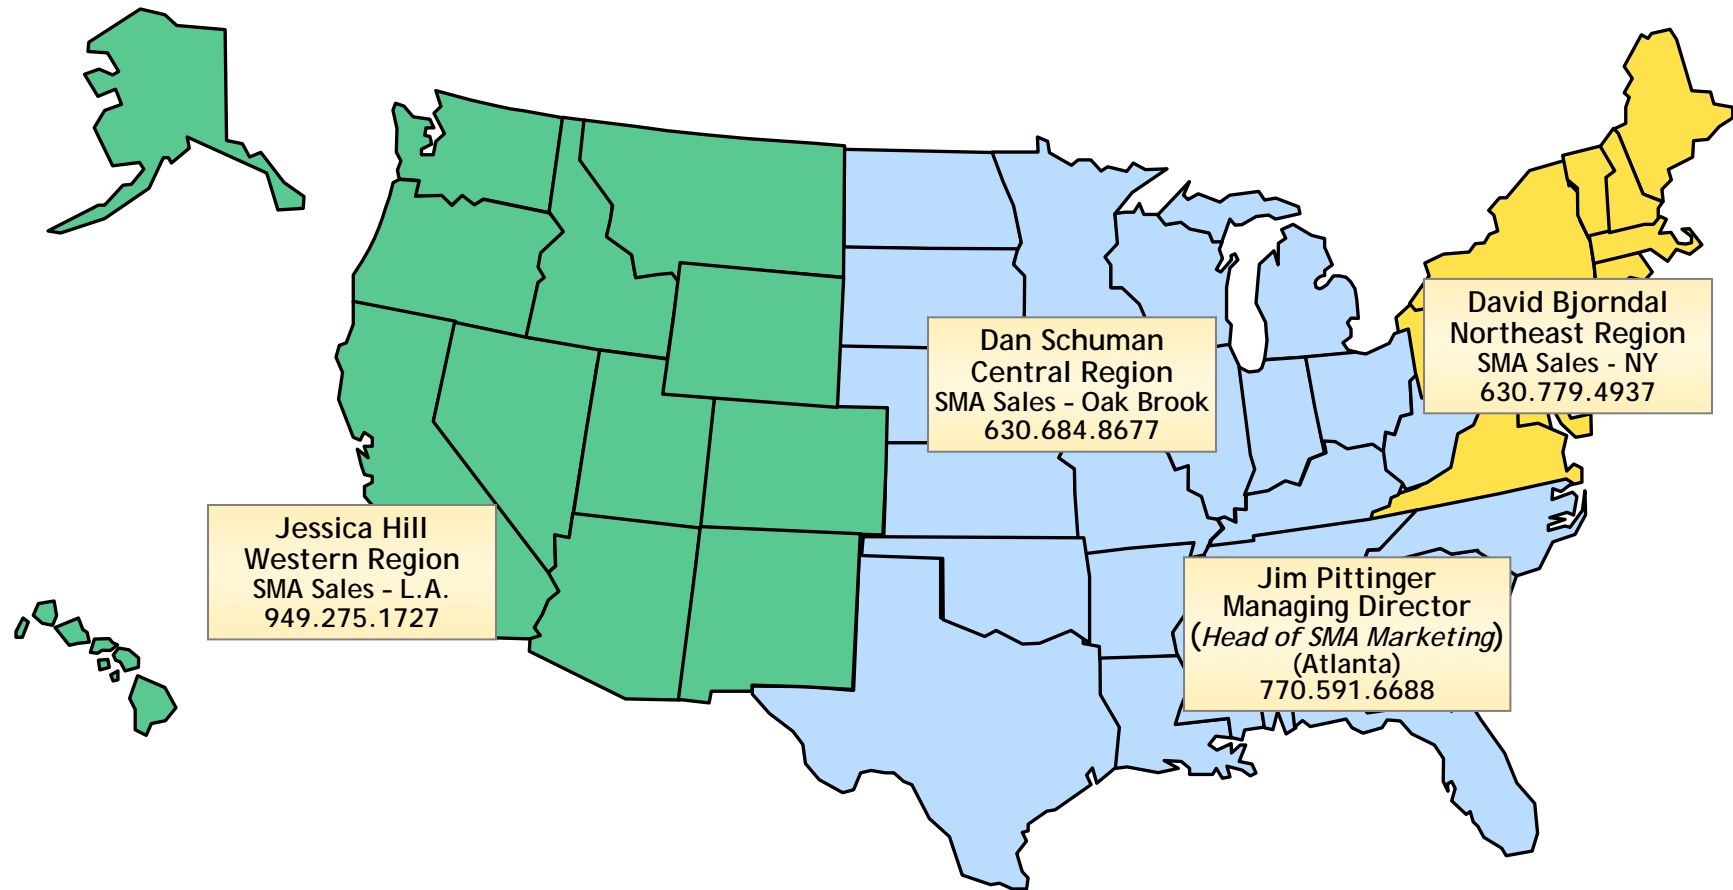 David Bjorndal
Northeast Region
SMA Sales - NY
630.779.4937
Dan Schuman
Central Region
SMA Sales - Oak Brook
630.684.8677
Jessica Hill
Western Region
SMA Sales - L.A.
949.275.1727
Jim Pittinger
Managing Director
(Head of SMA Marketing)
(Atlanta)
770.591.6688